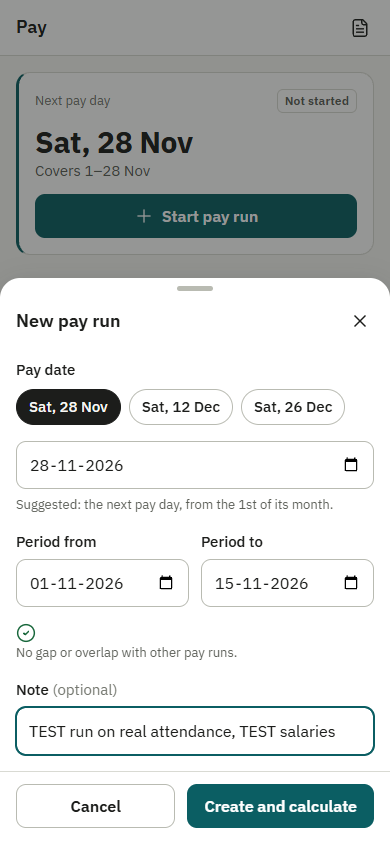 Pay
Next pay day
Not started
Sat, 28 Nov
Covers 1–28 Nov
Start pay run
New pay run
Pay date
Sat, 28 Nov
Sat, 12 Dec
Sat, 26 Dec
28-11-2026
Suggested: the next pay day, from the 1st of its month.
Period from
Period to
01-11-2026
15-11-2026
No gap or overlap with other pay runs.
Note (optional)
TEST run on real attendance, TEST salaries
Cancel
Create and calculate